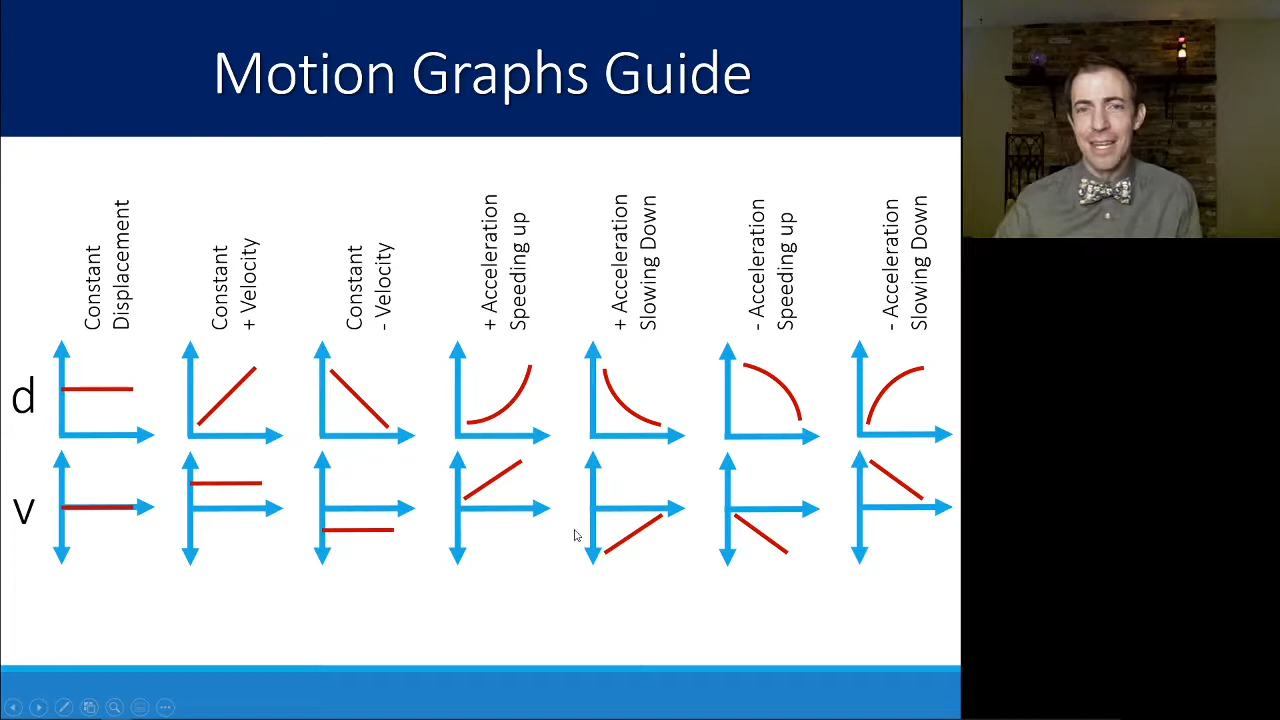 Motion Graphs Guide
Constant
Displacement
Constant
+ Velocity
Constant
- Velocity
+ Acceleration
Speeding up
+ Acceleration
Slowing Down
- Acceleration
Speeding up
- Acceleration
Slowing Down
d
v